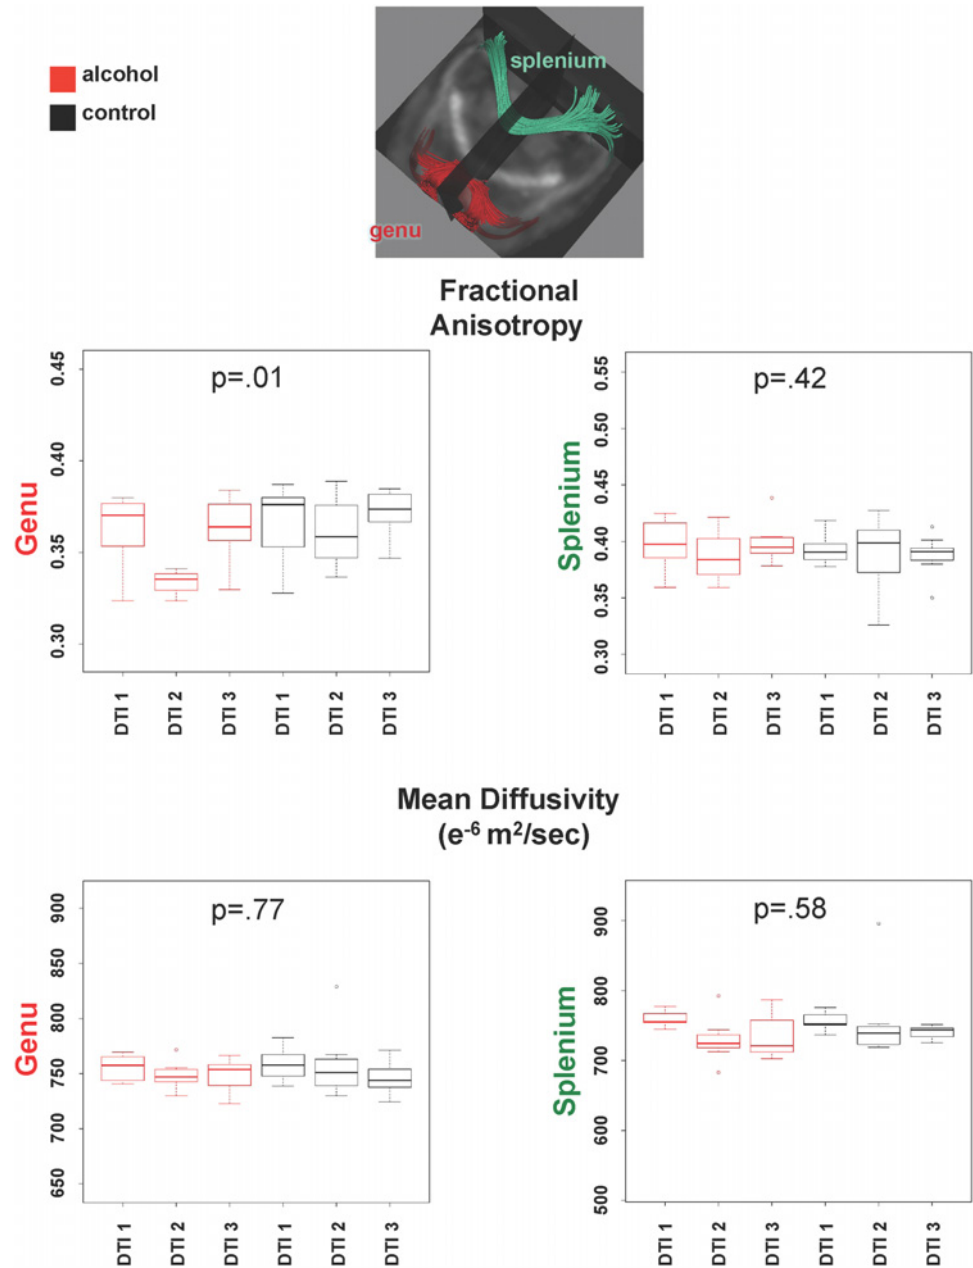 alcohol
control
splenium
genu
Fractional
Anisotropy
p=.01
Genu
0.45
0.40
0.35
0.30
DTI 1
DTI 2
DTI 3
DTI 1
DTI 2
DTI 3
p=.42
Splenium
0.55
0.50
0.45
0.40
0.35
0.30
DTI 1
DTI 2
DTI 3
DTI 1
DTI 2
DTI 3
Mean Diffusivity
(e⁻⁶ m²/sec)
p=.77
Genu
900
850
800
750
700
650
DTI 1
DTI 2
DTI 3
DTI 1
DTI 2
DTI 3
p=.58
Splenium
900
800
700
600
500
DTI 1
DTI 2
DTI 3
DTI 1
DTI 2
DTI 3